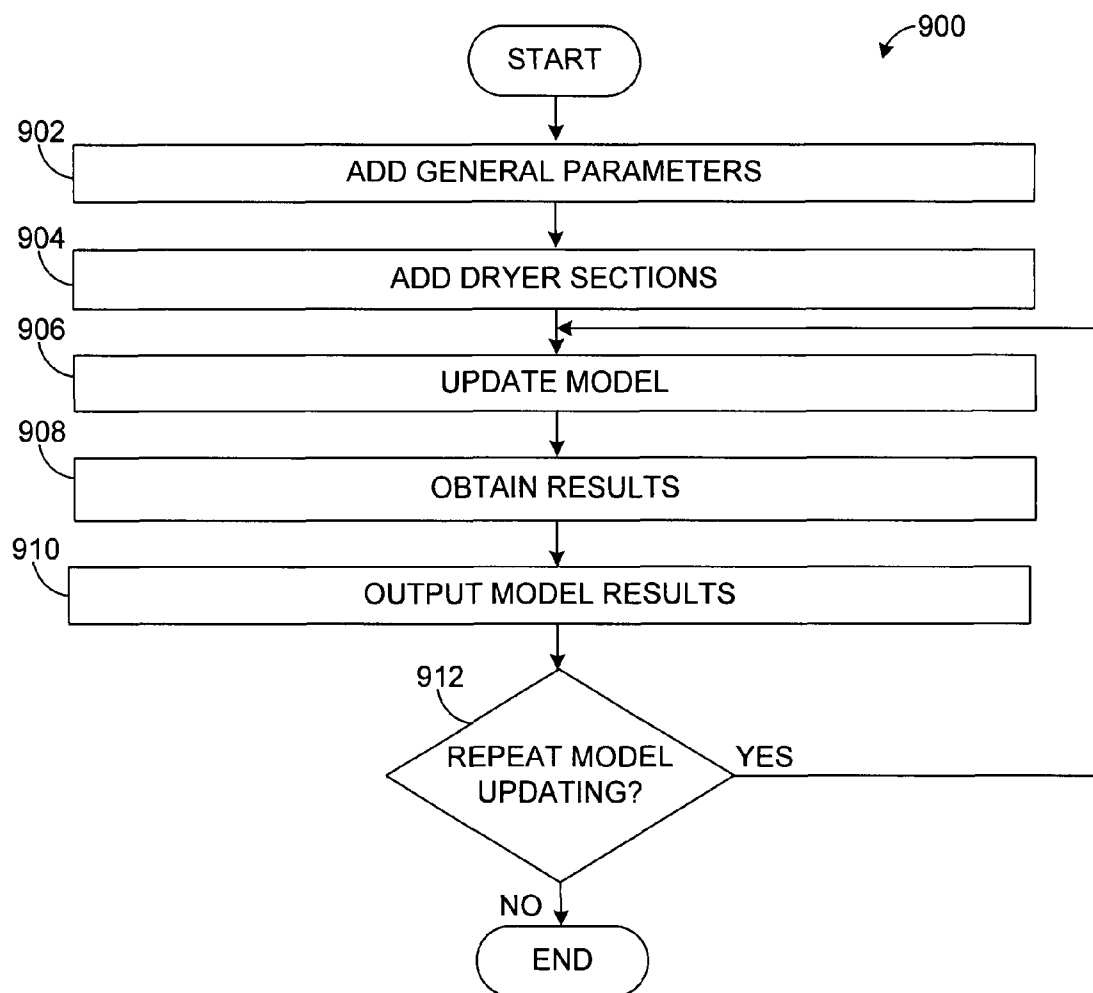 900
START
902
ADD GENERAL PARAMETERS
904
ADD DRYER SECTIONS
906
UPDATE MODEL
908
OBTAIN RESULTS
910
OUTPUT MODEL RESULTS
912
REPEAT MODEL
UPDATING?
YES
NO
END